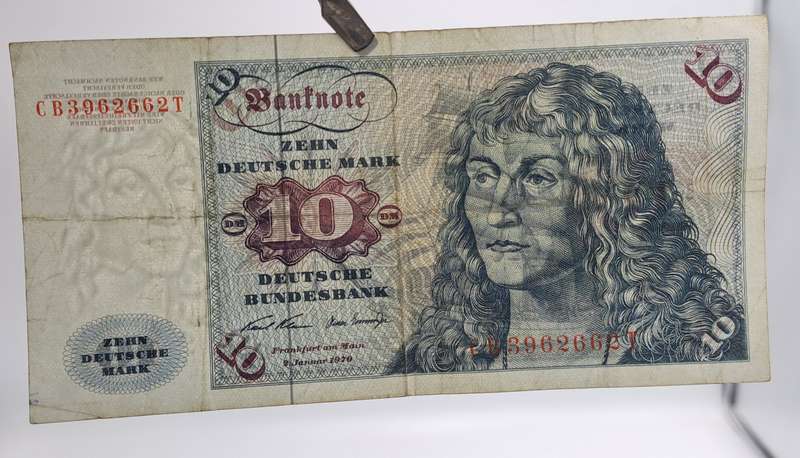 CB3962662T
10
Banknote
10
ZEHN
DEUTSCHE MARK
DM 10 DM
DEUTSCHE
BUNDESBANK
Frankfurt am Main
2. Januar 1970
10
10
CB3962662T
ZEHN
DEUTSCHE
MARK